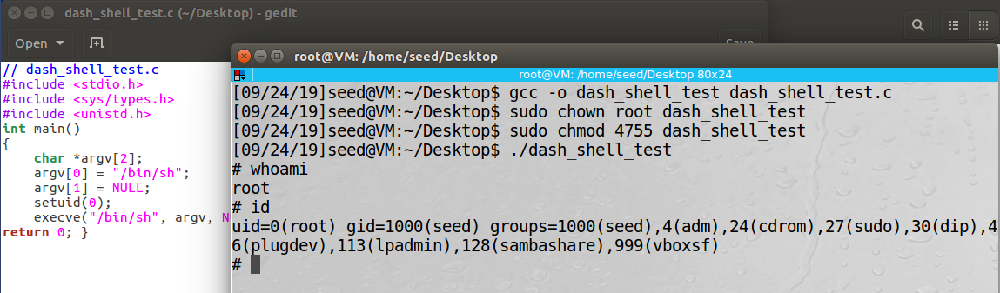 dash_shell_test.c (~/Desktop) - gedit
Open
Save
// dash_shell_test.c
#include <stdio.h>
#include <sys/types.h>
#include <unistd.h>
int main()
{
    char *argv[2];
    argv[0] = "/bin/sh";
    argv[1] = NULL;
    setuid(0);
    execve("/bin/sh", argv, N
return 0; }
root@VM: /home/seed/Desktop
root@VM: /home/seed/Desktop 80x24
[09/24/19]seed@VM:~/Desktop$ gcc -o dash_shell_test dash_shell_test.c
[09/24/19]seed@VM:~/Desktop$ sudo chown root dash_shell_test
[09/24/19]seed@VM:~/Desktop$ sudo chmod 4755 dash_shell_test
[09/24/19]seed@VM:~/Desktop$ ./dash_shell_test
# whoami
root
# id
uid=0(root) gid=1000(seed) groups=1000(seed),4(adm),24(cdrom),27(sudo),30(dip),4
6(plugdev),113(lpadmin),128(sambashare),999(vboxsf)
#